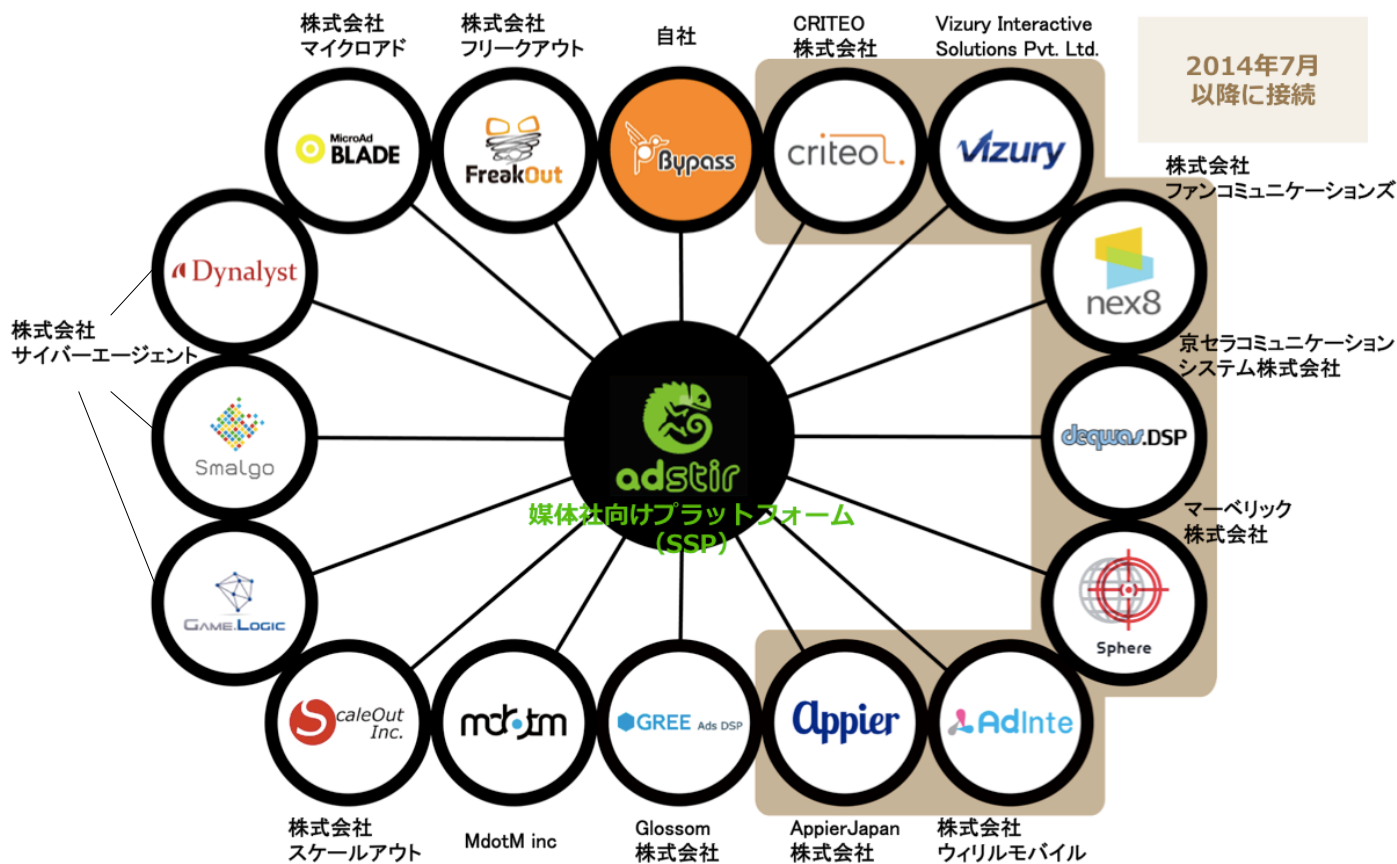 株式会社
マイクロアド
株式会社
フリークアウト
自社
CRITEO
株式会社
Vizury Interactive
Solutions Pvt. Ltd.
2014年7月
以降に接続
MicroAd
BLADE
FreakOut
Bypass
criteo
Vizury
株式会社
ファンコミュニケーションズ
Dynalyst
nex8
株式会社
サイバーエージェント
京セラコミュニケーション
システム株式会社
Smalgo
adstir
deqwas.DSP
媒体社向けプラットフォーム
(SSP)
マーベリック
株式会社
GAME.LOGIC
Sphere
ScaleOut
Inc.
mdotm
GREE Ads DSP
Appier
AdInte
株式会社
スケールアウト
MdotM inc
Glossom
株式会社
AppierJapan
株式会社
株式会社
ウィリルモバイル